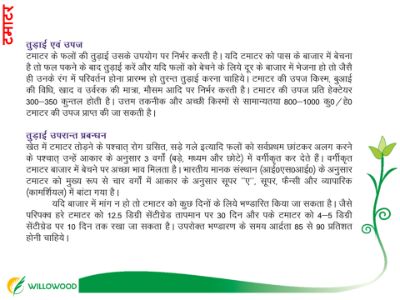 टमाटर
तुड़ाई एवं उपज
टमाटर के फलों की तुड़ाई उसके उपयोग पर निर्भर करती है। यदि टमाटर को पास के बाजार में बेचना
है तो फल पकने के बाद तुड़ाई करें और यदि फलों को बेचने के लिये दूर के बाजार में भेजना हो तो जैसे
ही उनके रंग में परिवर्तन होना प्रारम्भ हो तुरन्त तुड़ाई करना चाहिये। टमाटर की उपज किस्म, बुआई
की विधि, खाद व उर्वरक की मात्रा, मौसम आदि पर निर्भर करती है। टमाटर की उपज प्रति हेक्टेयर
300–350 कुन्तल होती है। उत्तम तकनीक और अच्छी किस्मों से सामान्यतया 800–1000 कु0/हे0
टमाटर की उपज प्राप्त की जा सकती है।
तुड़ाई उपरान्त प्रबन्धन
खेत में टमाटर तोड़ने के पश्चात् रोग ग्रसित, सड़े गले इत्यादि फलों को सर्वप्रथम छांटकर अलग करने
के पश्चात् उन्हें आकार के अनुसार 3 वर्गों (बड़े, मध्यम और छोटे) में वर्गीकृत कर देते हैं। वर्गीकृत
टमाटर बाजार में बेचने पर अच्छा भाव मिलता है। भारतीय मानक संस्थान (आई0एस0आई0) के अनुसार
टमाटर को मुख्य रूप से चार वर्गों में आकार के अनुसार सूपर "ए", सूपर, फैन्सी और व्यापारिक
(कामर्शियल) में बांटा गया है।
यदि बाजार में मांग न हो तो टमाटर को कुछ दिनों के लिये भण्डारित किया जा सकता है। जैसे
परिपक्व हरे टमाटर को 12.5 डिग्री सेंटीग्रेड तापमान पर 30 दिन और पके टमाटर को 4–5 डिग्री
सेंटीग्रेड पर 10 दिन तक रखा जा सकता है। उपरोक्त भण्डारण के समय आर्द्रता 85 से 90 प्रतिशत
होनी चाहिये।
WILLOWOOD